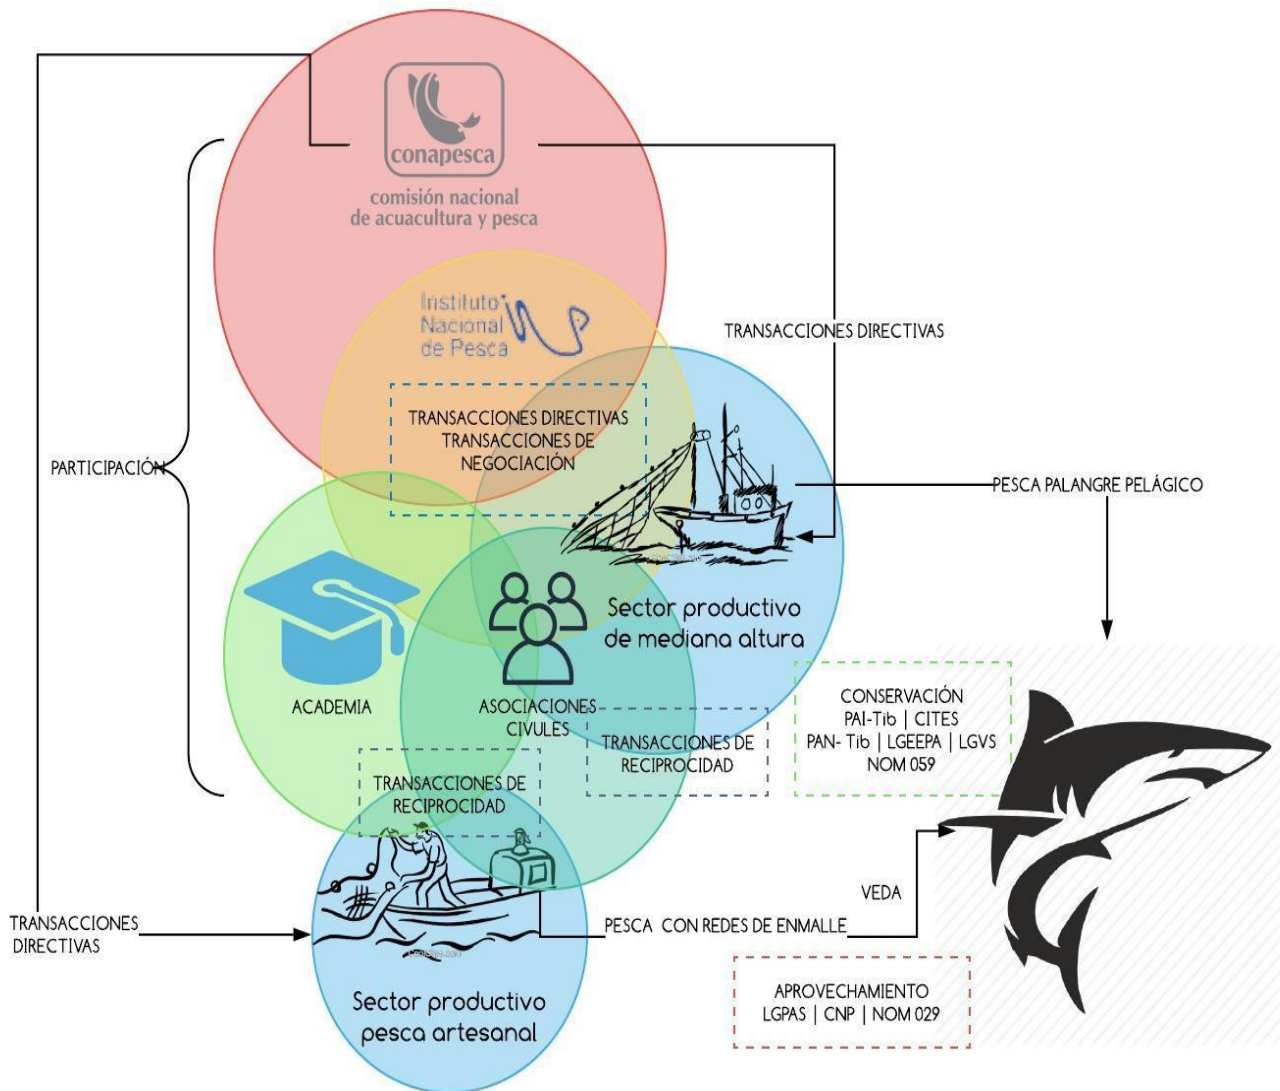 conapesca
comisión nacional
de acuacultura y pesca
Instituto
Nacional
de Pesca
TRANSACCIONES DIRECTIVAS
TRANSACCIONES DIRECTIVAS
TRANSACCIONES DE
NEGOCIACIÓN
PARTICIPACIÓN
PESCA PALANGRE PELÁGICO
Sector productivo
de mediana altura
ACADEMIA
ASOCIACIONES
CIVULES
CONSERVACIÓN
PAI-Tib | CITES
PAN- Tib | LGEEPA | LGVS
NOM 059
TRANSACCIONES DE
RECIPROCIDAD
TRANSACCIONES DE
RECIPROCIDAD
VEDA
TRANSACCIONES
DIRECTIVAS
PESCA CON REDES DE ENMALLE
APROVECHAMIENTO
LGPAS | CNP | NOM 029
Sector productivo
pesca artesanal